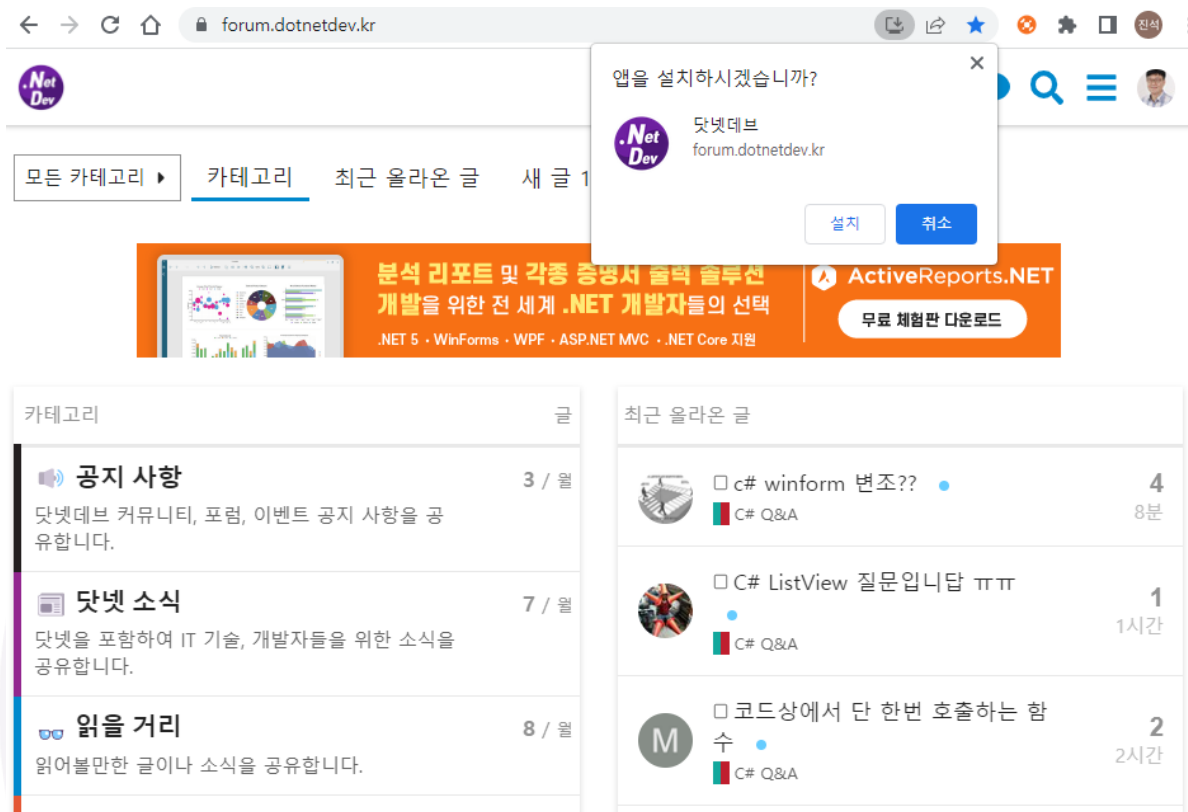 forum.dotnetdev.kr
진석
.Net
Dev
앱을 설치하시겠습니까?
.Net
Dev
닷넷데브
forum.dotnetdev.kr
설치
취소
모든 카테고리
카테고리
최근 올라온 글
새 글 1
분석 리포트 및 각종 증명서 출력 솔루션
개발을 위한 전 세계 .NET 개발자들의 선택
.NET 5 · WinForms · WPF · ASP.NET MVC · .NET Core 지원
ActiveReports.NET
무료 체험판 다운로드
카테고리
글
공지 사항
3 / 월
닷넷데브 커뮤니티, 포럼, 이벤트 공지 사항을 공
유합니다.
닷넷 소식
7 / 월
닷넷을 포함하여 IT 기술, 개발자들을 위한 소식을
공유합니다.
읽을 거리
8 / 월
읽어볼만한 글이나 소식을 공유합니다.
최근 올라온 글
c# winform 변조??
4
C# Q&A
8분
C# ListView 질문입니답 ㅠㅠ
1
C# Q&A
1시간
M
코드상에서 단 한번 호출하는 함
수
2
C# Q&A
2시간